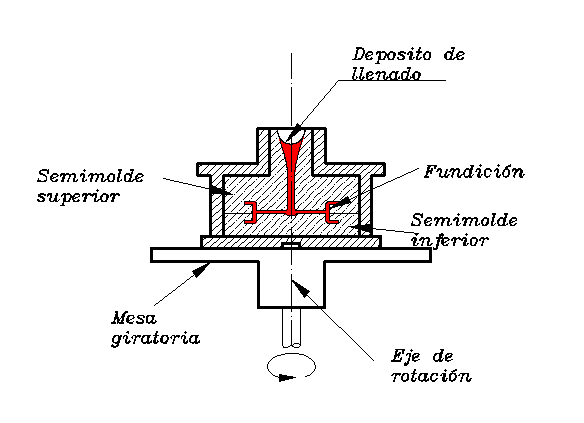 Deposito de
llenado
Fundición
Semimolde
superior
Semimolde
inferior
Mesa
giratoria
Eje de
rotación